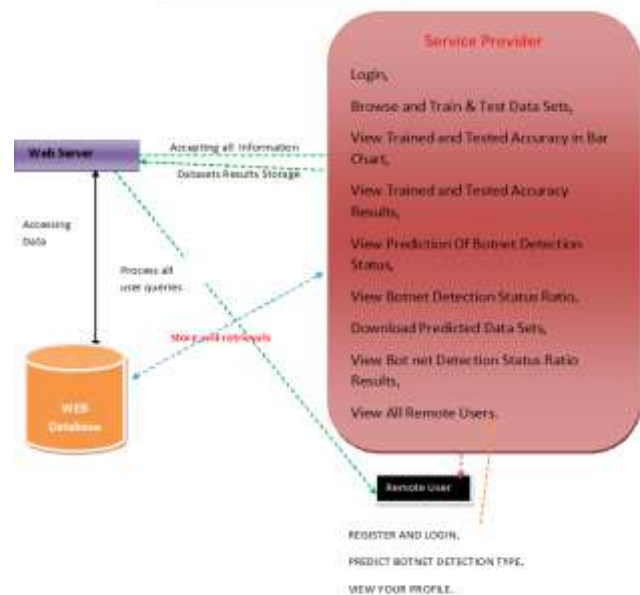 Service Provider
Login,
Browse and Train & Test Data Sets,
View Trained and Tested Accuracy in Bar
Chart,
View Trained and Tested Accuracy
Results,
View Prediction Of Botnet Detection
Status,
View Botnet Detection Status Ratio,
Download Predicted Data Sets,
View Bot net Detection Status Ratio
Results,
View All Remote Users.
Web Server
Accepting all Information
Datasets Results Storage
Accessing
Data
Process all
user queries
Store and retrievals
WEB
Database
Remote User
REGISTER AND LOGIN,
PREDICT BOTNET DETECTION TYPE,
VIEW YOUR PROFILE.